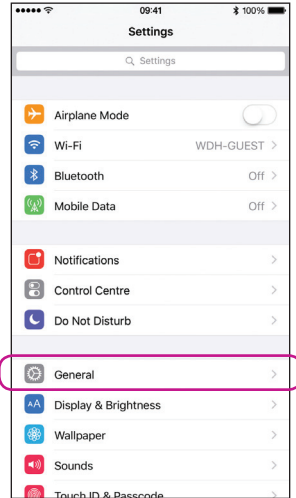 09:41 100%
Settings
Settings
Airplane Mode
Wi-Fi WDH-GUEST
Bluetooth Off
Mobile Data Off
Notifications
Control Centre
Do Not Disturb
General
AA Display & Brightness
Wallpaper
Sounds
Touch ID & Passcode